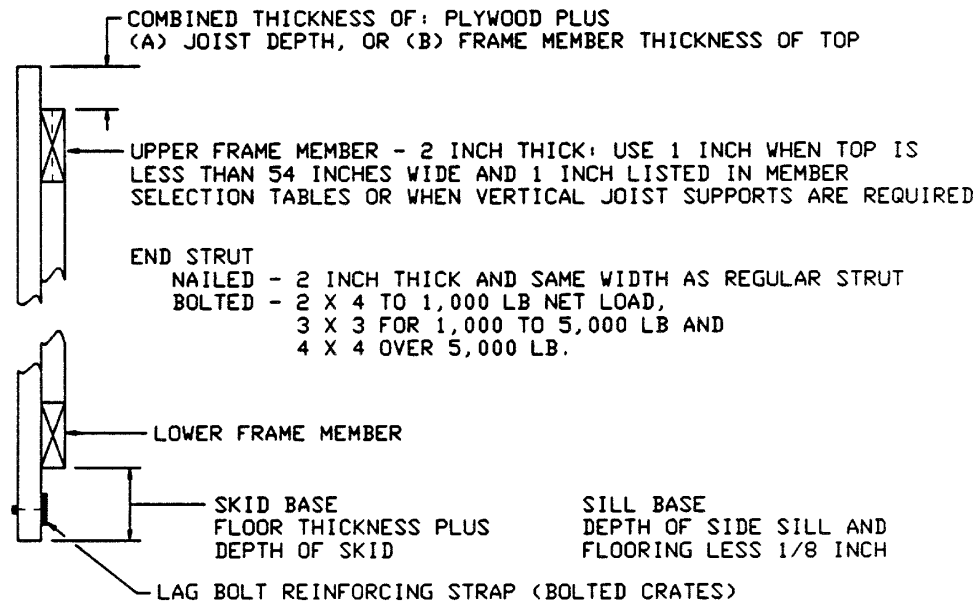 COMBINED THICKNESS OF: PLYWOOD PLUS
(A) JOIST DEPTH, OR (B) FRAME MEMBER THICKNESS OF TOP
UPPER FRAME MEMBER - 2 INCH THICK: USE 1 INCH WHEN TOP IS
LESS THAN 54 INCHES WIDE AND 1 INCH LISTED IN MEMBER
SELECTION TABLES OR WHEN VERTICAL JOIST SUPPORTS ARE REQUIRED
END STRUT
NAILED - 2 INCH THICK AND SAME WIDTH AS REGULAR STRUT
BOLTED - 2 X 4 TO 1,000 LB NET LOAD,
3 X 3 FOR 1,000 TO 5,000 LB AND
4 X 4 OVER 5,000 LB.
LOWER FRAME MEMBER
SKID BASE
FLOOR THICKNESS PLUS
DEPTH OF SKID
SILL BASE
DEPTH OF SIDE SILL AND
FLOORING LESS 1/8 INCH
LAG BOLT REINFORCING STRAP (BOLTED CRATES)